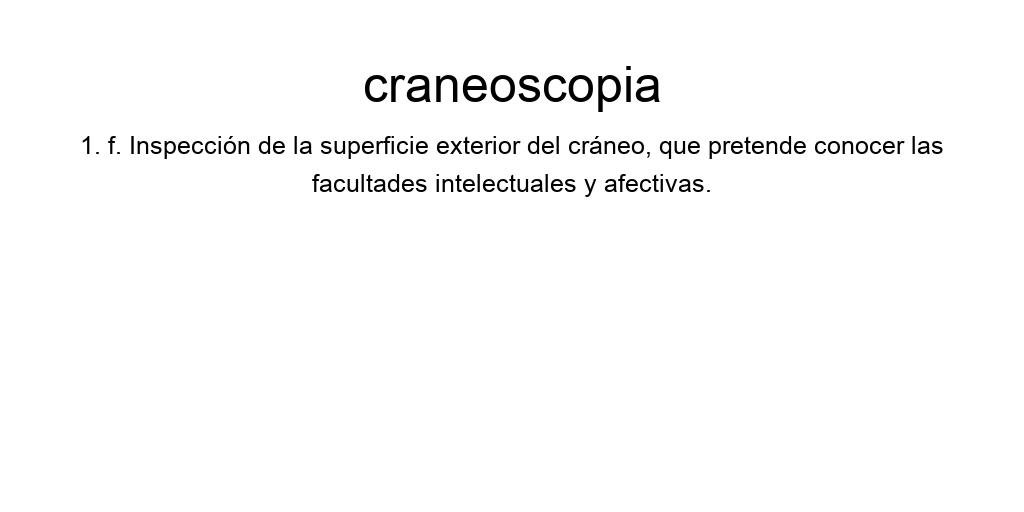 craneoscopia
1. f. Inspección de la superficie exterior del cráneo, que pretende conocer las
facultades intelectuales y afectivas.